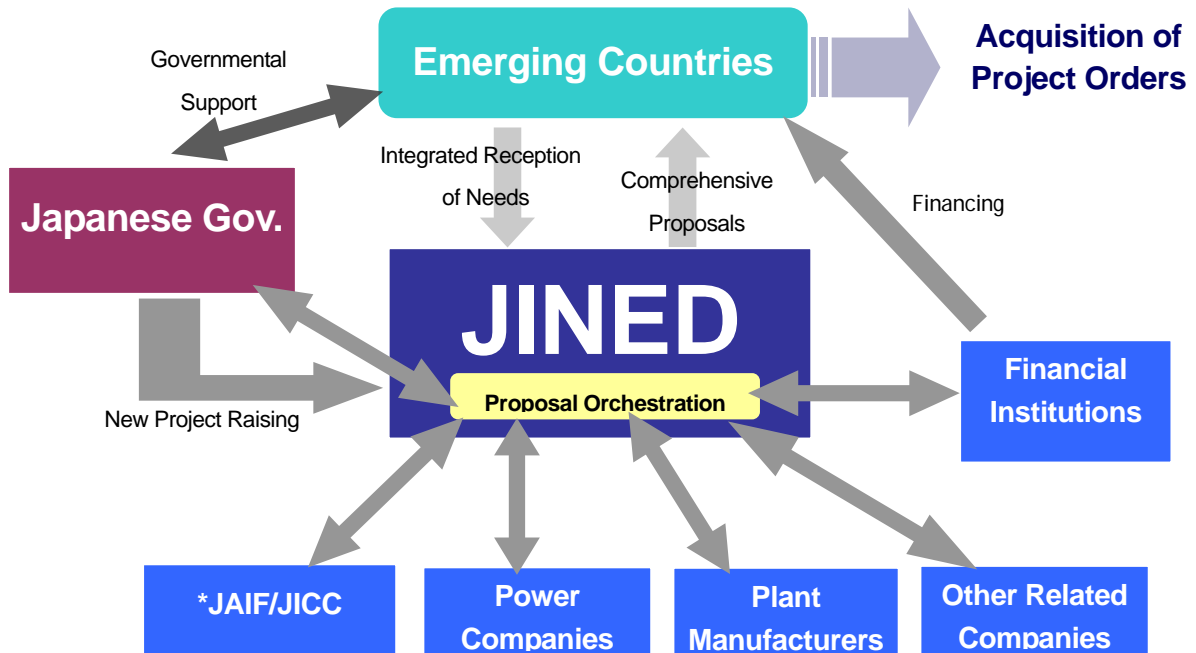 Emerging Countries
Acquisition of
Project Orders
Governmental
Support
Integrated Reception
of Needs
Comprehensive
Proposals
Financing
Japanese Gov.
JINED
Proposal Orchestration
New Project Raising
Financial
Institutions
*JAIF/JICC
Power
Companies
Plant
Manufacturers
Other Related
Companies